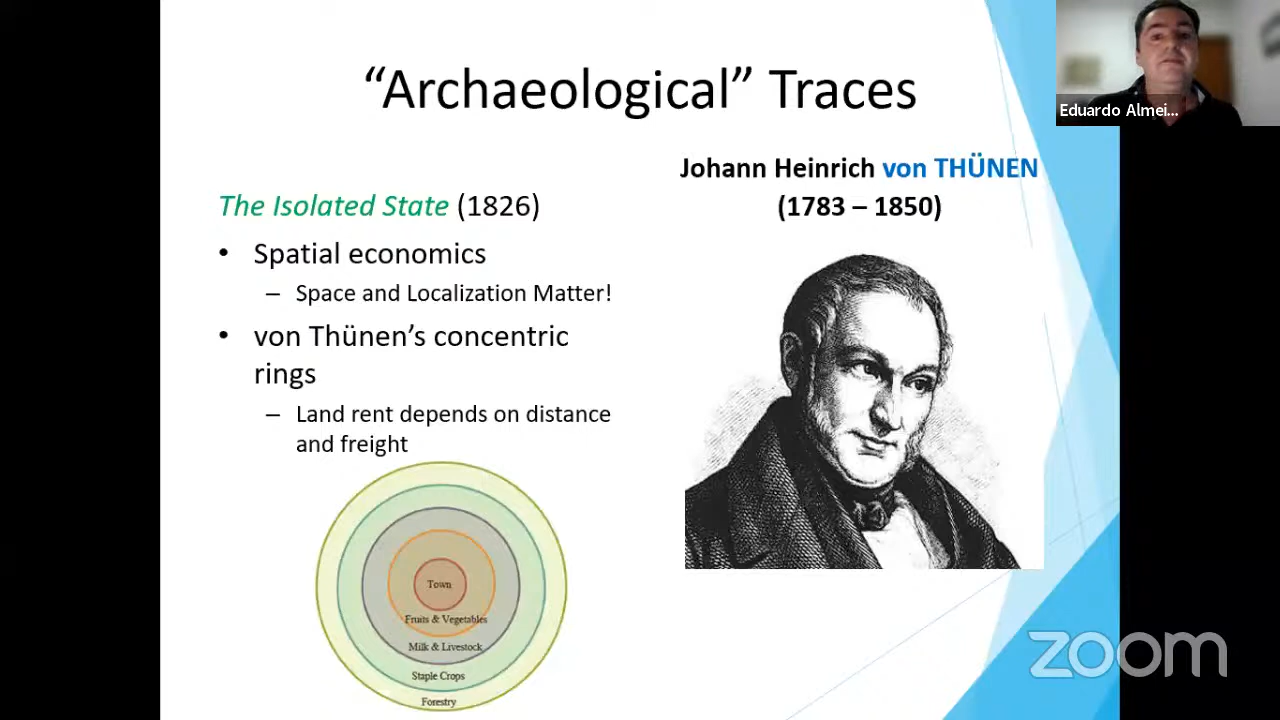 “Archaeological” Traces
Eduardo Almei...
Johann Heinrich von THÜNEN
(1783 – 1850)
The Isolated State (1826)
• Spatial economics
– Space and Localization Matter!
• von Thünen’s concentric
rings
– Land rent depends on distance
and freight
Town
Fruits & Vegetables
Milk & Livestock
Staple Crops
Forestry
zoom